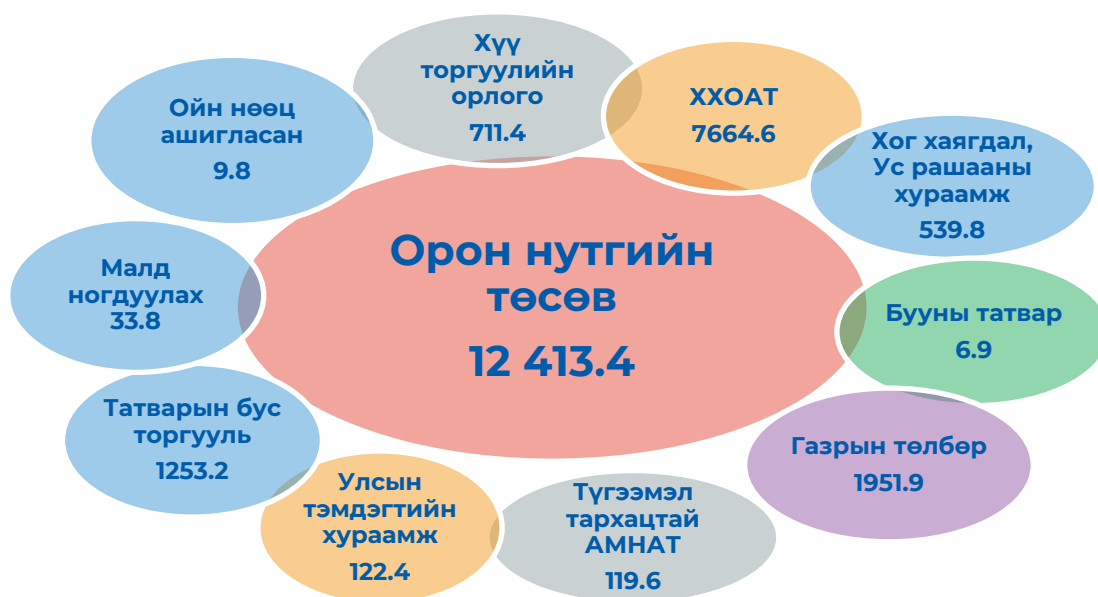 Хүү
торгуулийн
орлого
711.4
ХХОАТ
7664.6
Хог хаягдал,
Ус рашааны
хураамж
539.8
Бууны татвар
6.9
Газрын төлбөр
1951.9
Түгээмэл
тархацтай
АМНАТ
119.6
Улсын
тэмдэгтийн
хураамж
122.4
Татварын бус
торгууль
1253.2
Малд
ногдуулах
33.8
Ойн нөөц
ашигласан
9.8
Орон нутгийн
төсөв
12 413.4